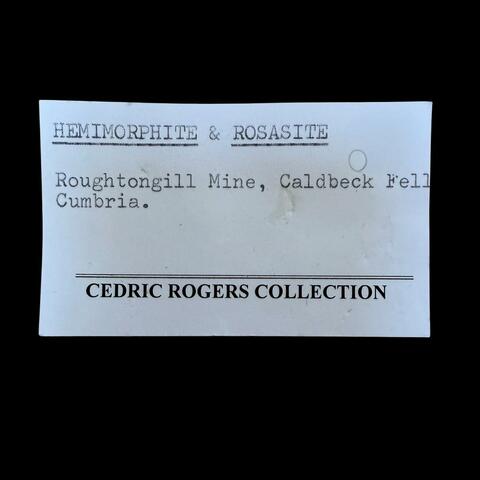 HEMIMORPHITE & ROSASITE
Roughtongill Mine, Caldbeck Fell
Cumbria.
CEDRIC ROGERS COLLECTION